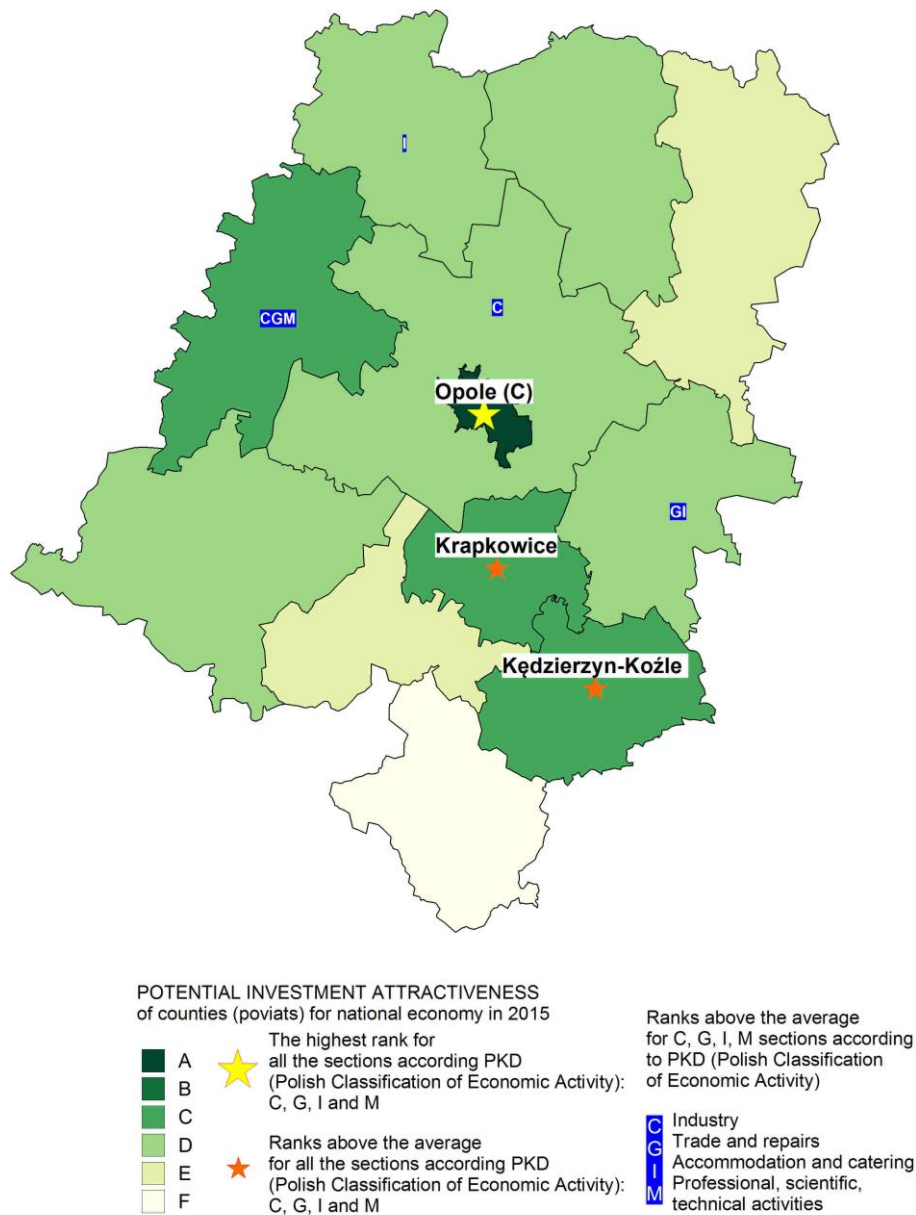 I
CGM
C
Opole (C)
GI
Krapkowice
Kędzierzyn-Koźle
POTENTIAL INVESTMENT ATTRACTIVENESS
of counties (poviats) for national economy in 2015
A
B
C
D
E
F
The highest rank for
all the sections according PKD
(Polish Classification of Economic Activity):
C, G, I and M
Ranks above the average
for all the sections according PKD
(Polish Classification of Economic Activity):
C, G, I and M
Ranks above the average
for C, G, I, M sections according
to PKD (Polish Classification
of Economic Activity)
C Industry
G Trade and repairs
I Accommodation and catering
M Professional, scientific,
technical activities